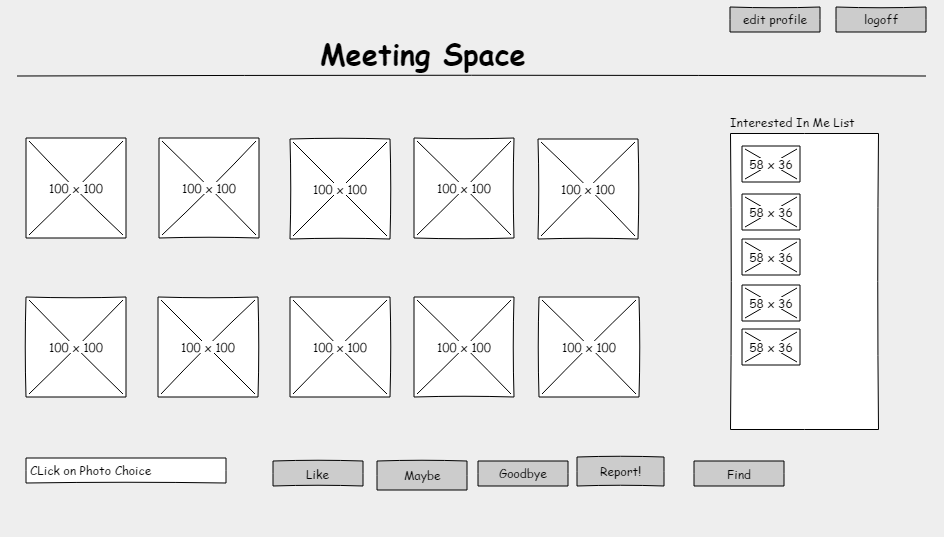 edit profile
logoff
Meeting Space
Interested In Me List
100 x 100
100 x 100
100 x 100
100 x 100
100 x 100
58 x 36
58 x 36
58 x 36
58 x 36
58 x 36
100 x 100
100 x 100
100 x 100
100 x 100
100 x 100
CLick on Photo Choice
Like
Maybe
Goodbye
Report!
Find